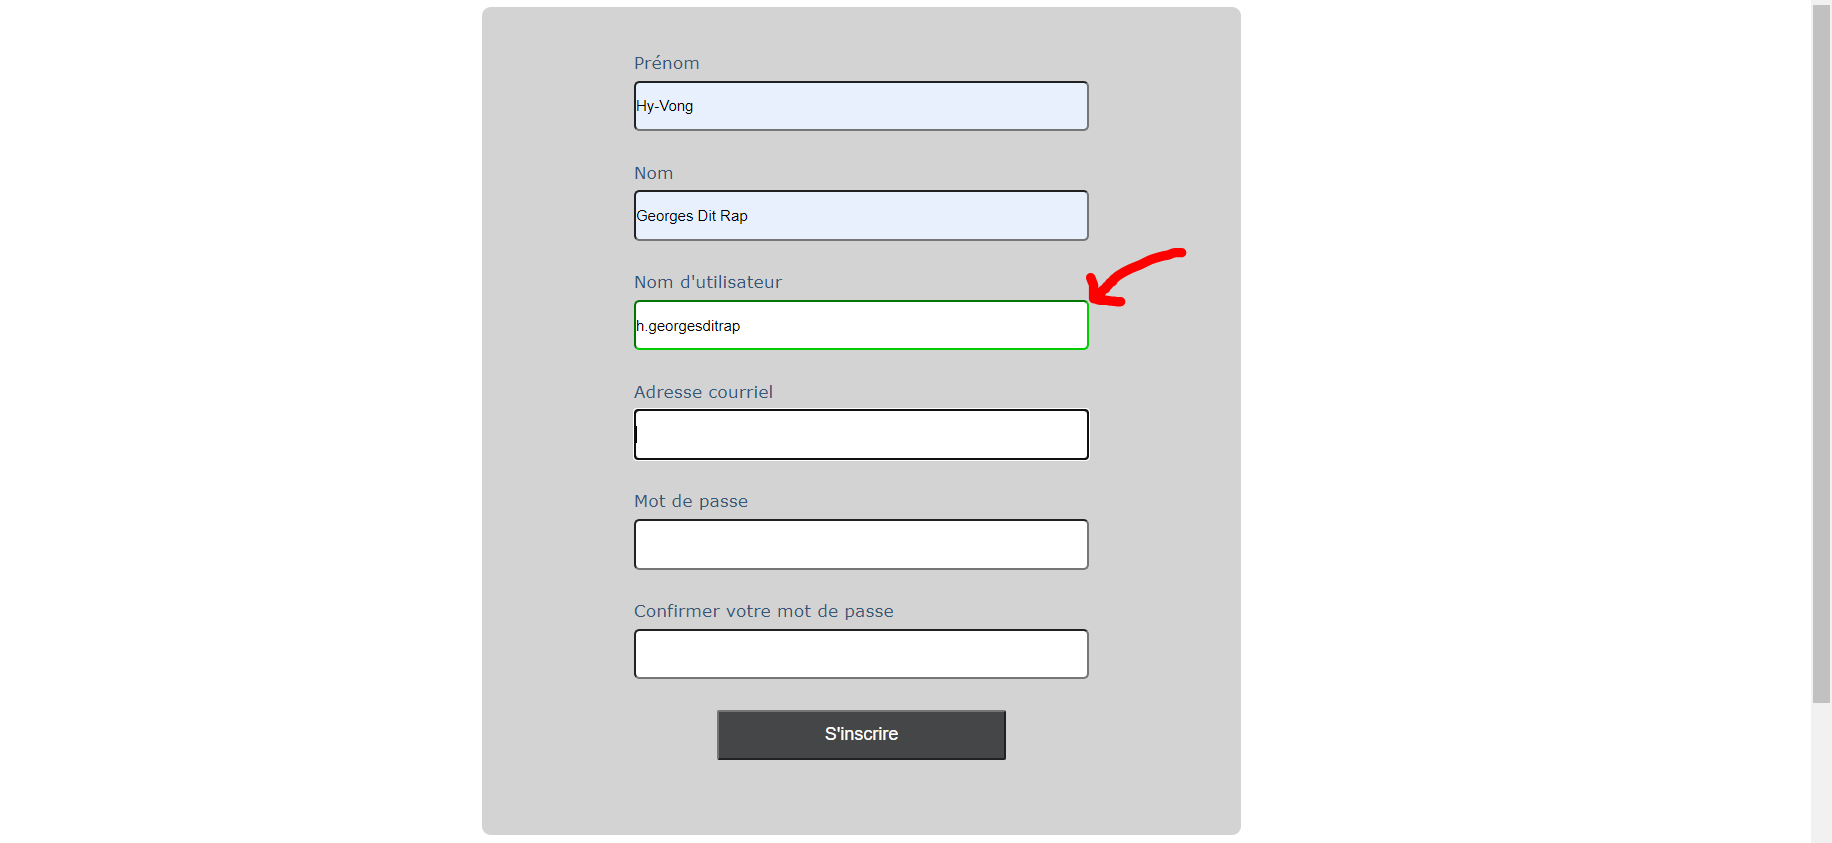 Prénom
Hy-Vong
Nom
Georges Dit Rap
Nom d'utilisateur
h.georgesditrap
Adresse courriel
Mot de passe
Confirmer votre mot de passe
S'inscrire